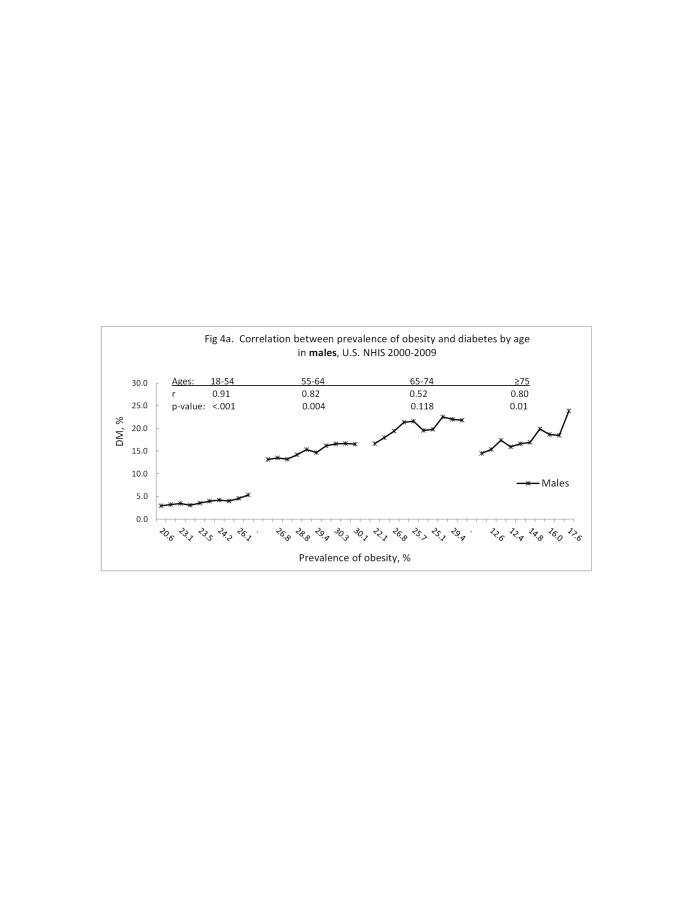 Fig 4a. Correlation between prevalence of obesity and diabetes by age
in males, U.S. NHIS 2000-2009
Ages: 18-54 55-64 65-74 ≥75
r 0.91 0.82 0.52 0.80
p-value: <.001 0.004 0.118 0.01
30.0
25.0
20.0
15.0
10.0
5.0
0.0
DM, %
Males
20.6 23.1 23.5 24.2 26.1 . 26.8 28.8 29.4 30.3 30.1 22.1 26.8 25.7 25.1 29.4 . 12.6 12.4 14.8 16.0 17.6
Prevalence of obesity, %